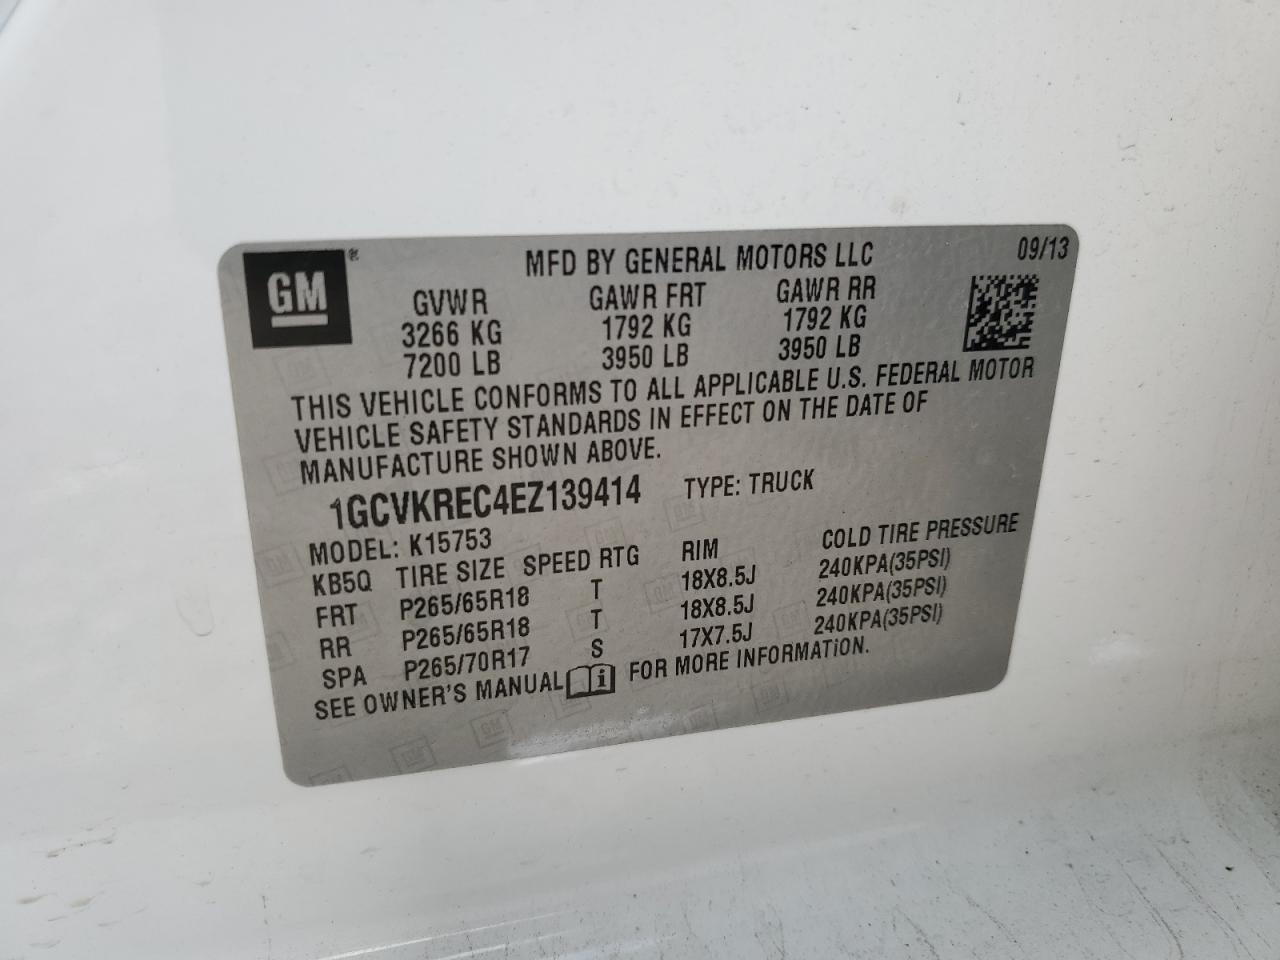 GM®
MFD BY GENERAL MOTORS LLC 09/13
GVWR GAWR FRT GAWR RR
3266 KG 1792 KG 1792 KG
7200 LB 3950 LB 3950 LB
THIS VEHICLE CONFORMS TO ALL APPLICABLE U.S. FEDERAL MOTOR
VEHICLE SAFETY STANDARDS IN EFFECT ON THE DATE OF
MANUFACTURE SHOWN ABOVE.
1GCVKREC4EZ139414 TYPE: TRUCK
MODEL: K15753
KB5Q TIRE SIZE SPEED RTG RIM COLD TIRE PRESSURE
FRT P265/65R18 T 18X8.5J 240KPA(35PSI)
RR P265/65R18 T 18X8.5J 240KPA(35PSI)
SPA P265/70R17 S 17X7.5J 240KPA(35PSI)
SEE OWNER'S MANUAL i FOR MORE INFORMATION.